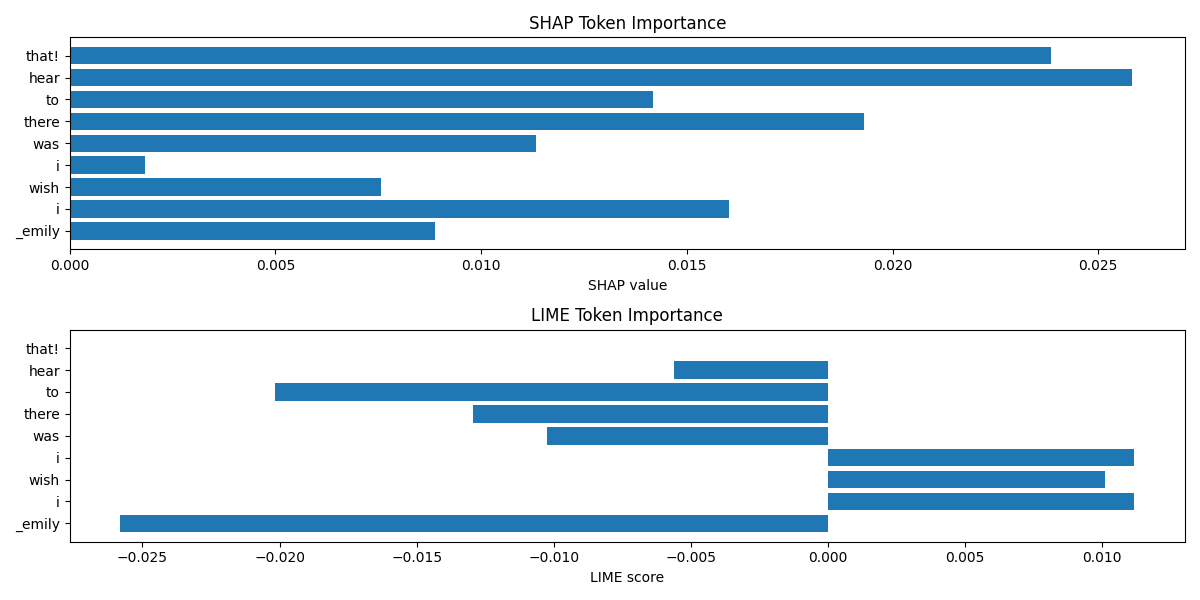 SHAP Token Importance
that!
hear
to
there
was
i
wish
i
_emily
0.000 0.005 0.010 0.015 0.020 0.025
SHAP value
LIME Token Importance
that!
hear
to
there
was
i
wish
i
_emily
−0.025 −0.020 −0.015 −0.010 −0.005 0.000 0.005 0.010
LIME score